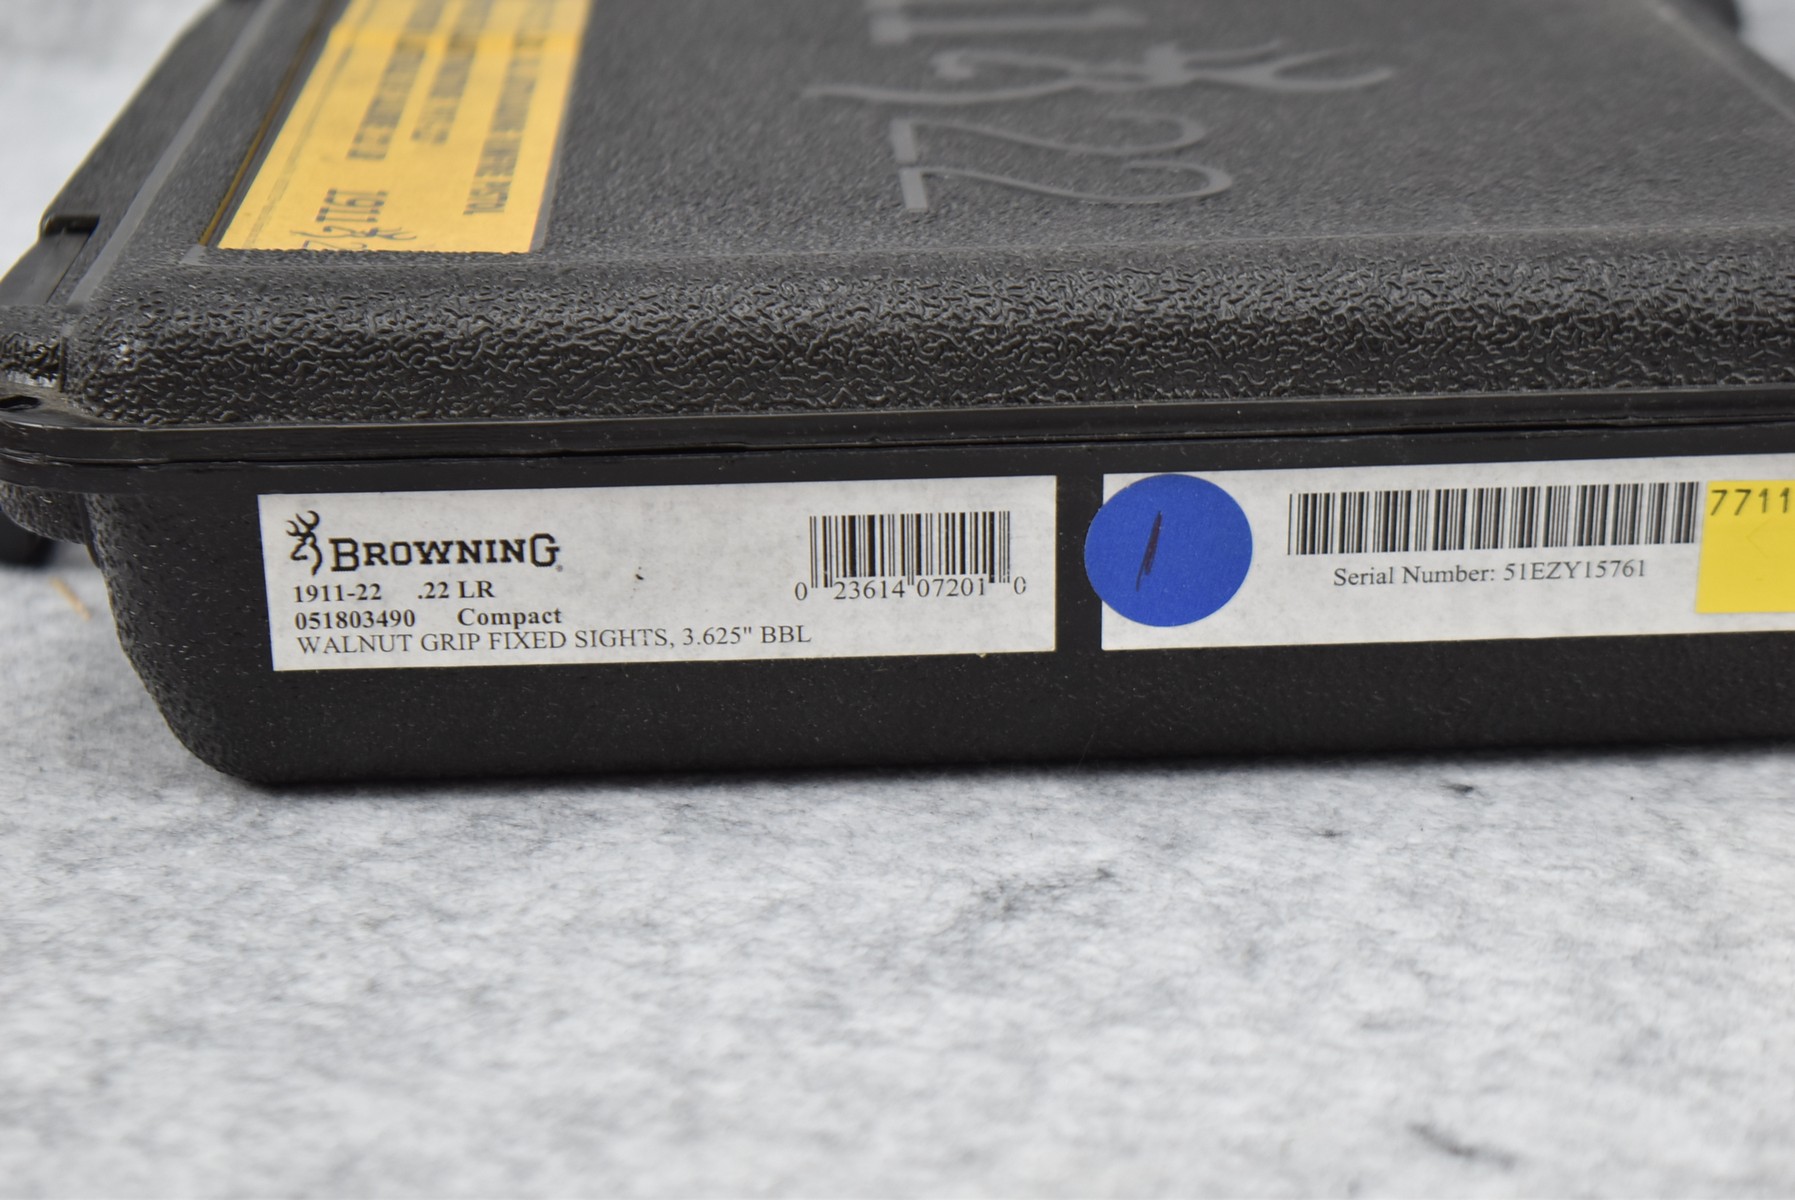 1911
22
BROWNING
1911-22 .22 LR
051803490 Compact
WALNUT GRIP FIXED SIGHTS, 3.625" BBL
0 23614 07201 0
1
Serial Number: 51EZY15761
7711